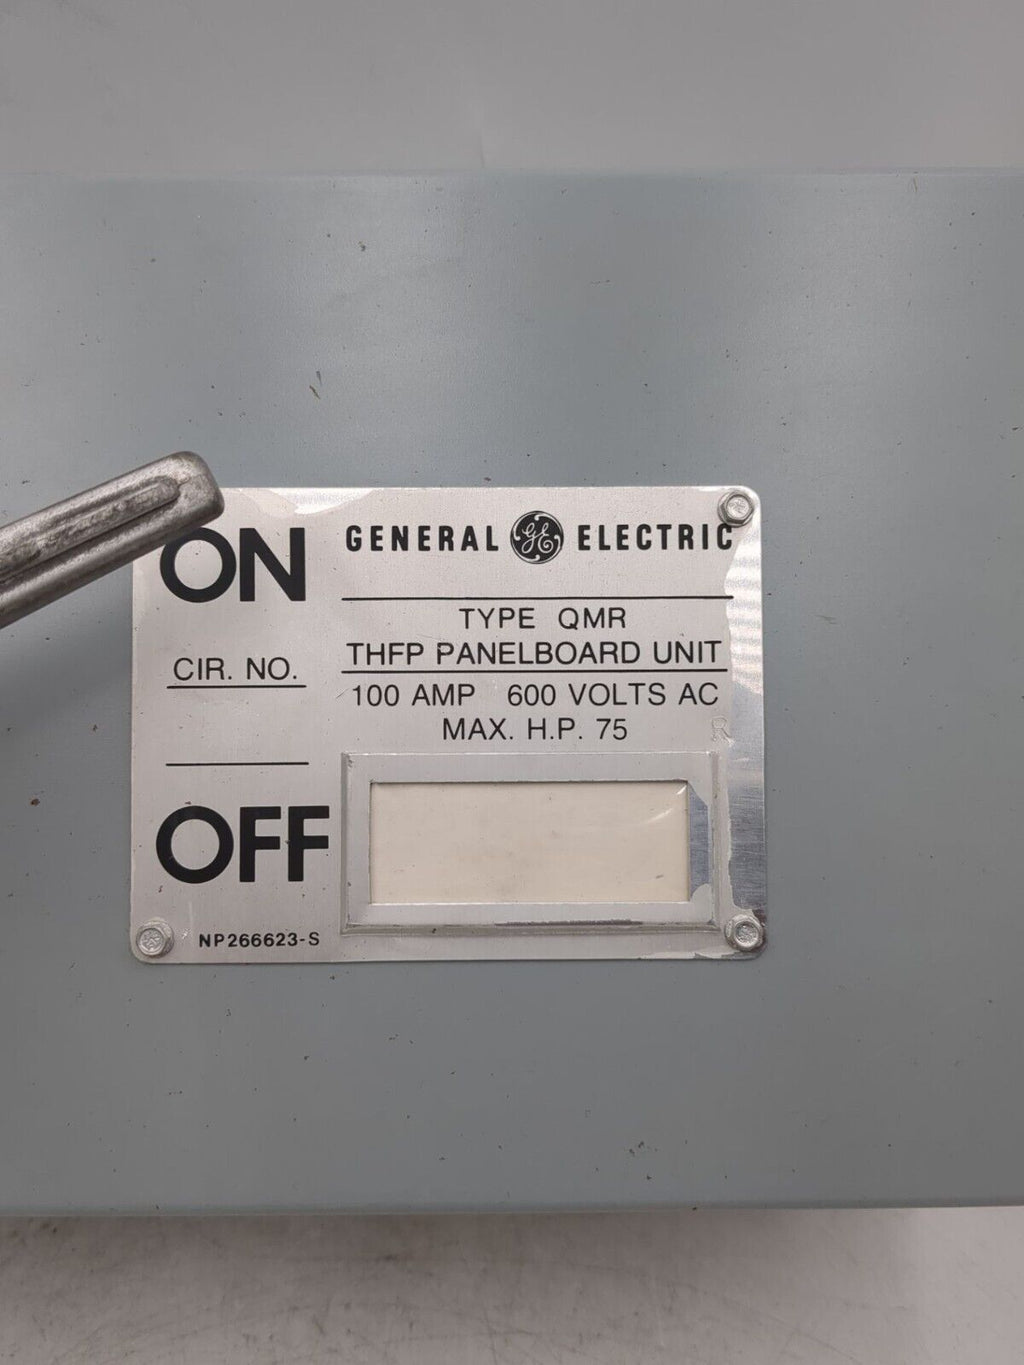 ON
GENERAL GE ELECTRIC
TYPE QMR
THFP PANELBOARD UNIT
100 AMP 600 VOLTS AC
MAX. H.P. 75
R
CIR. NO.
OFF
NP266623-S